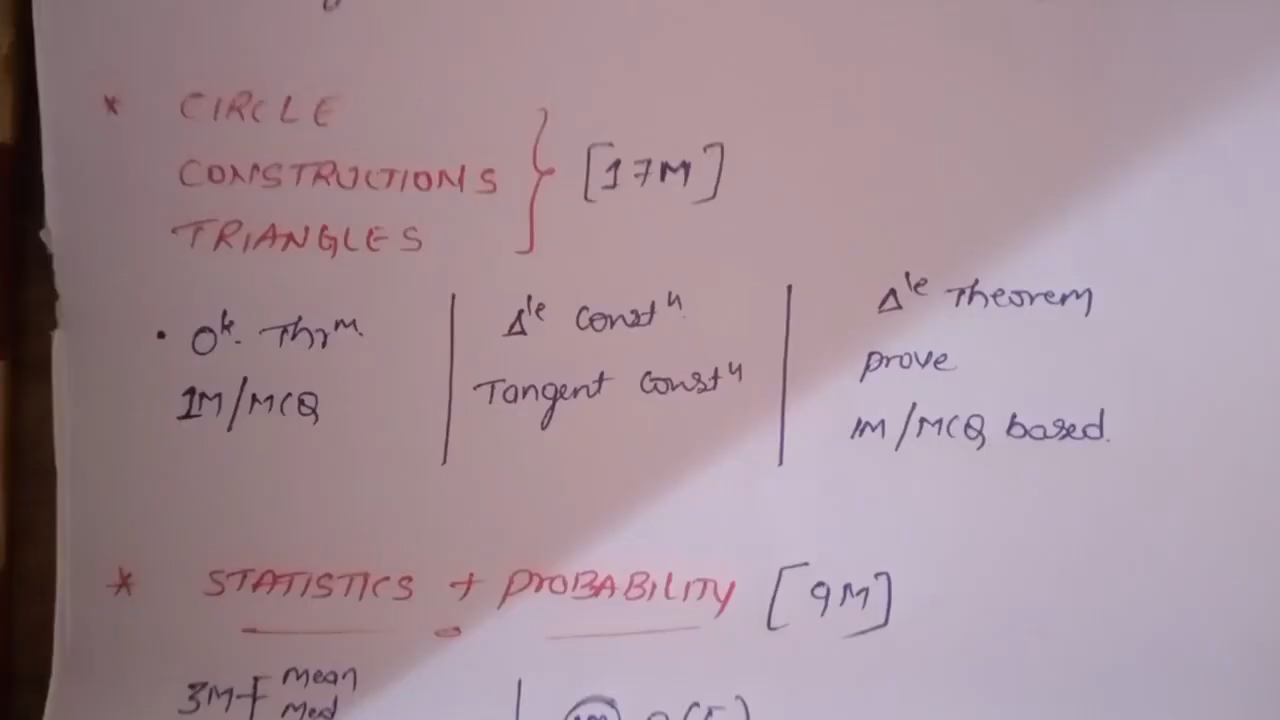 * CIRCLE
CONSTRUCTIONS
TRIANGLES
[17M]
• Ok. Thrm.
1M/MCQ
Δle Constn
Tangent Constn
Δle Theorem
prove
1M/MCQ based.
* STATISTICS + PROBABILITY [9M]
3M
mean
Med